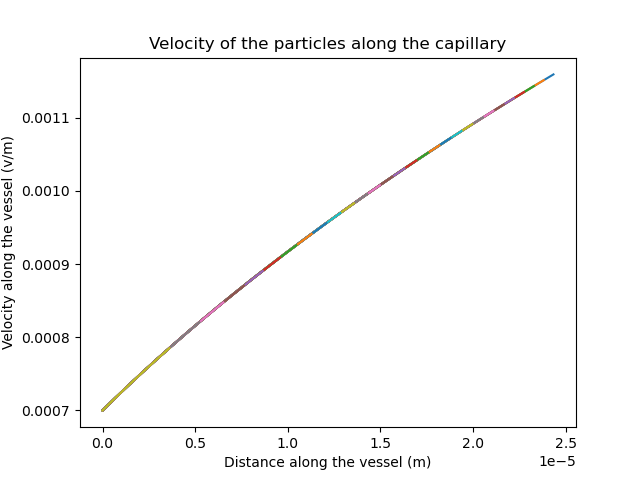 Velocity of the particles along the capillary
Velocity along the vessel (v/m)
0.0011
0.0010
0.0009
0.0008
0.0007
0.0 0.5 1.0 1.5 2.0 2.5
1e−5
Distance along the vessel (m)